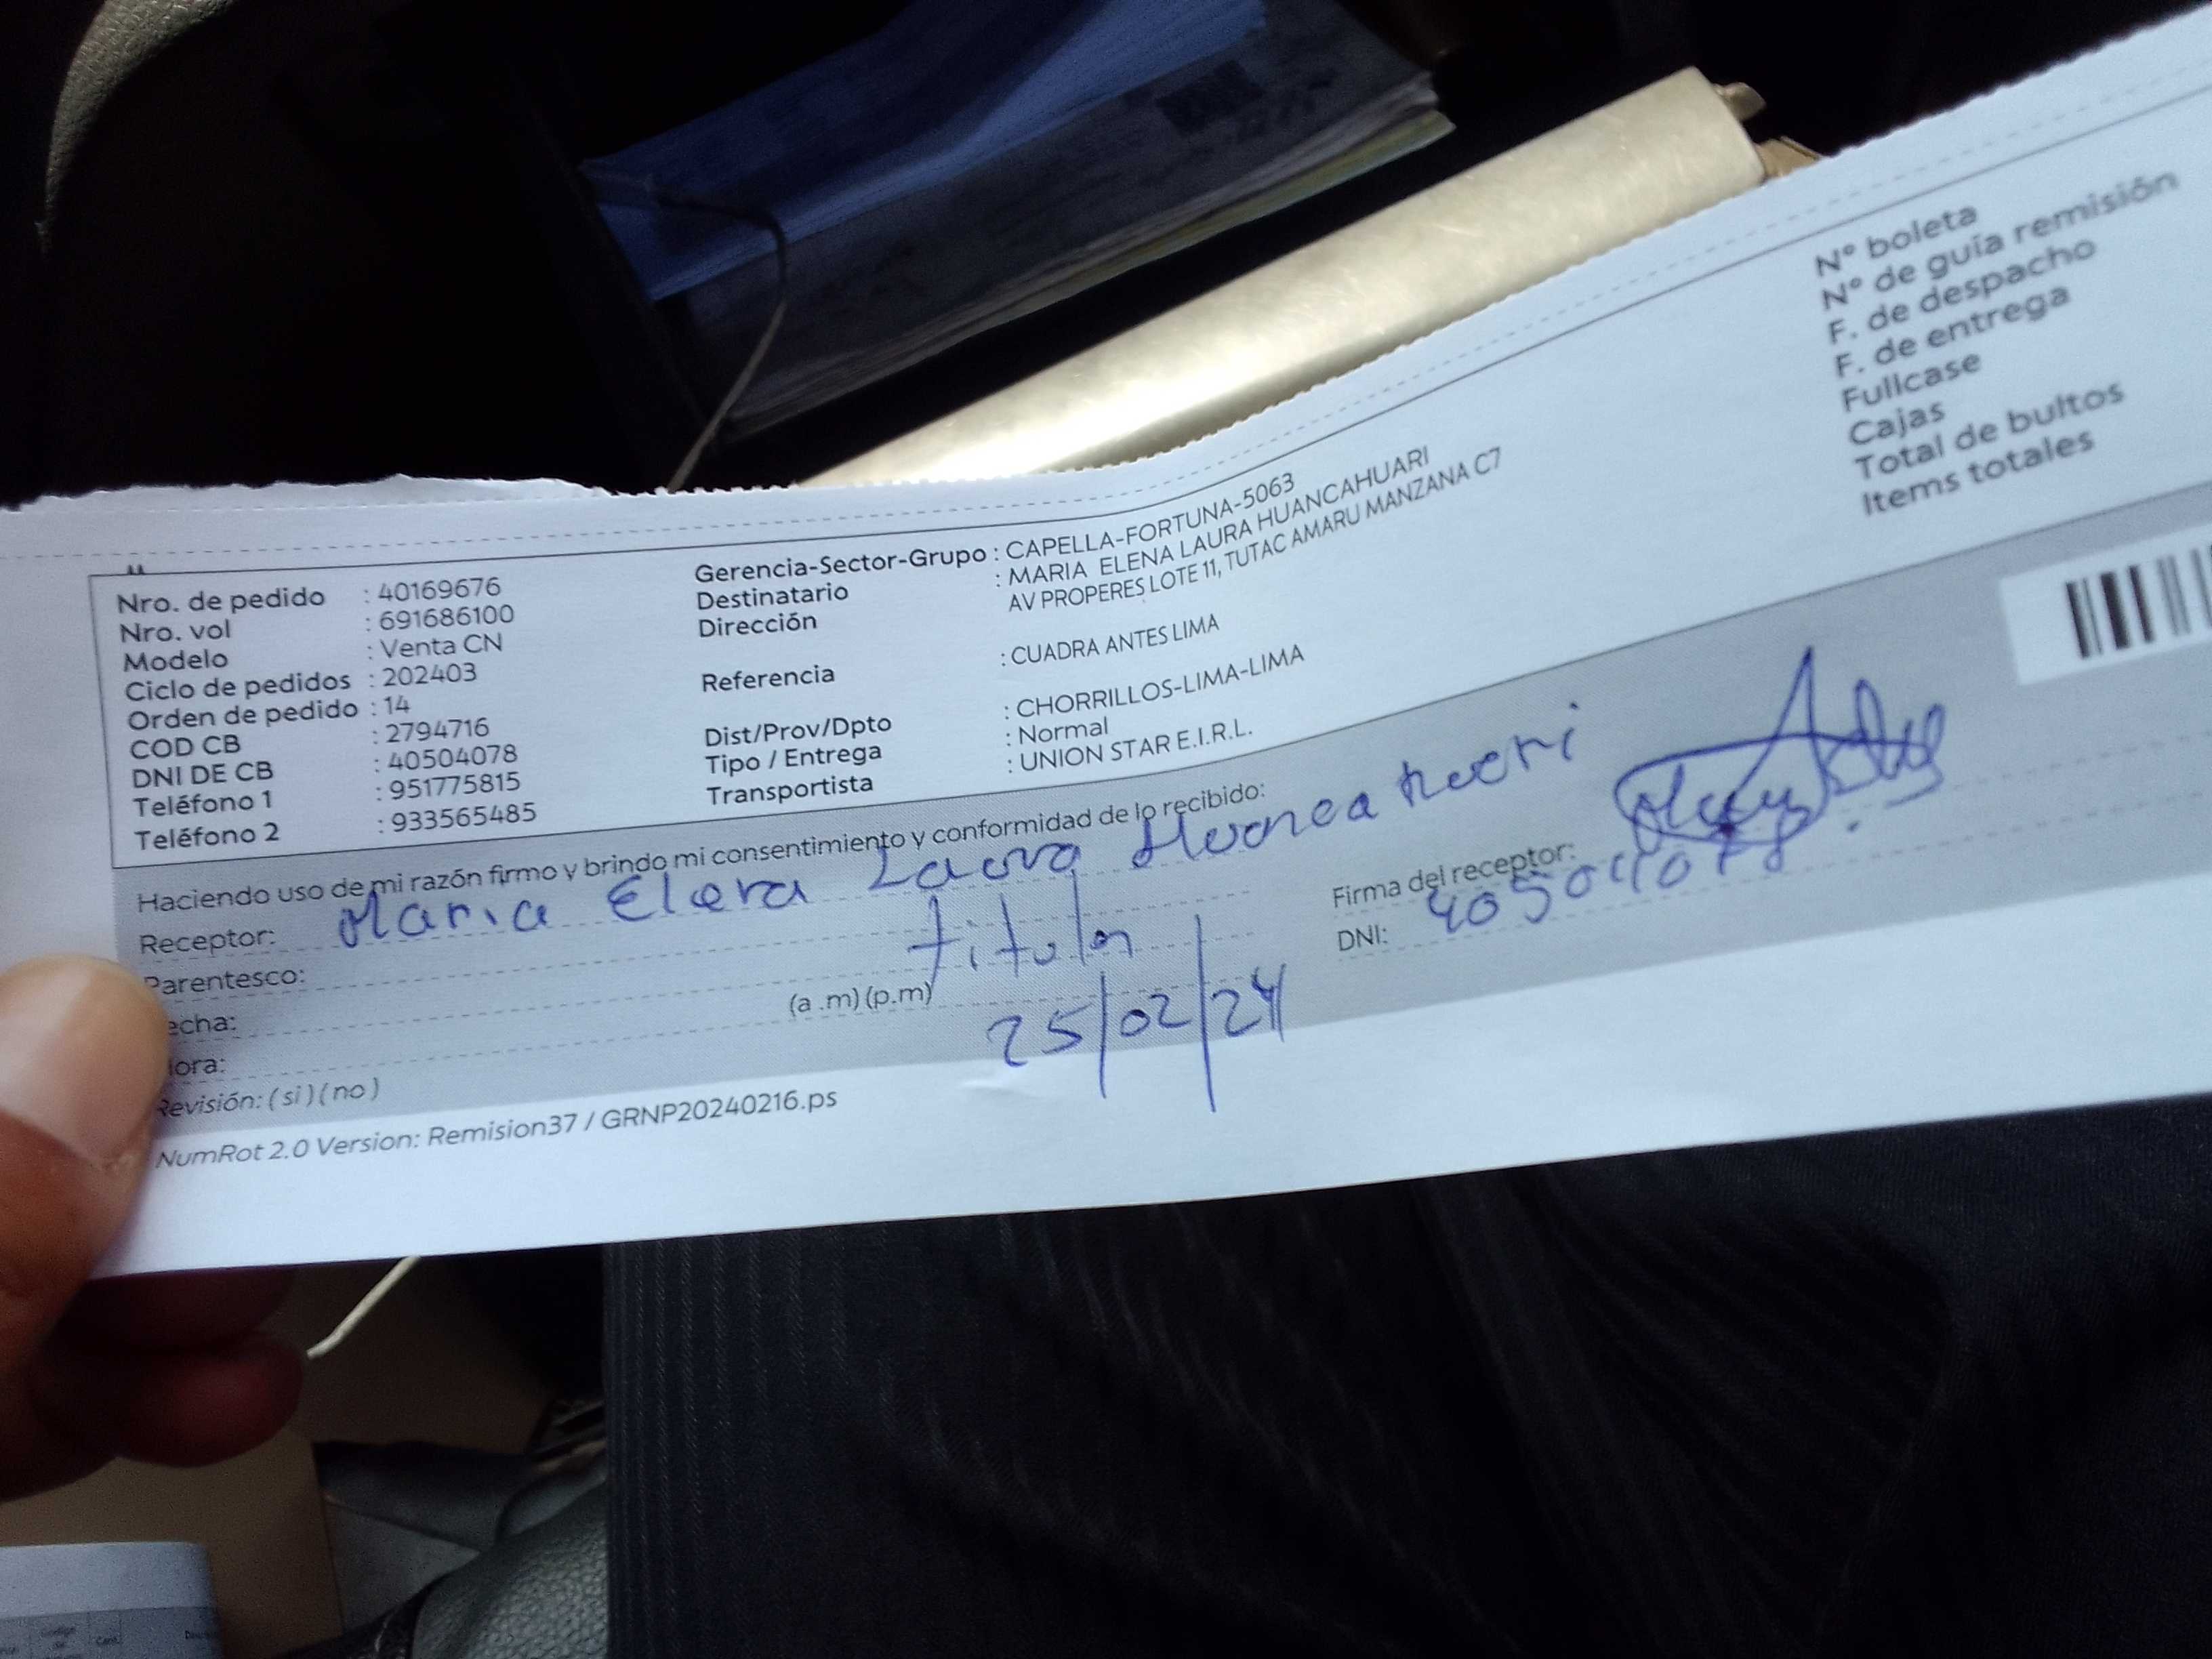 Nro. de pedido : 40169676
Nro. vol : 691686100
Modelo : Venta CN
Ciclo de pedidos : 202403
Orden de pedido : 14
COD CB : 2794716
DNI DE CB : 40504078
Teléfono 1 : 951775815
Teléfono 2 : 933565485
Gerencia-Sector-Grupo : CAPELLA-FORTUNA-5063
Destinatario : MARIA ELENA LAURA HUANCAHUARI
Dirección AV PROPERES LOTE 11, TUTAC AMARU MANZANA C7
Referencia : CUADRA ANTES LIMA
Dist/Prov/Dpto : CHORRILLOS-LIMA-LIMA
Tipo / Entrega : Normal
Transportista : UNION STAR E.I.R.L.
N° boleta
N° de guía remisión
F. de despacho
F. de entrega
Fullcase
Cajas
Total de bultos
Items totales
Haciendo uso de mi razón firmo y brindo mi consentimiento y conformidad de lo recibido:
Receptor: Maria Elena Laura Huancahuari
Parentesco: titular
echa: 25/02/24
ora: (a .m) (p.m)
Revisión: ( si ) ( no )
Firma del receptor:
DNI: 40504078
NumRot 2.0 Version: Remision37 / GRNP20240216.ps